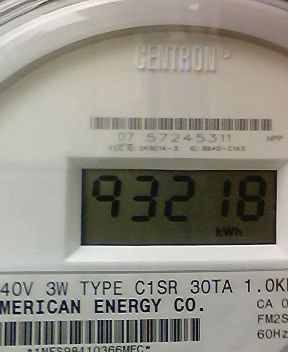 CENTRON®
07 57245311
93218
kWh
40V 3W TYPE C1SR 30TA 1.0K
MERICAN ENERGY CO.
CA 0
FM2S
60Hz